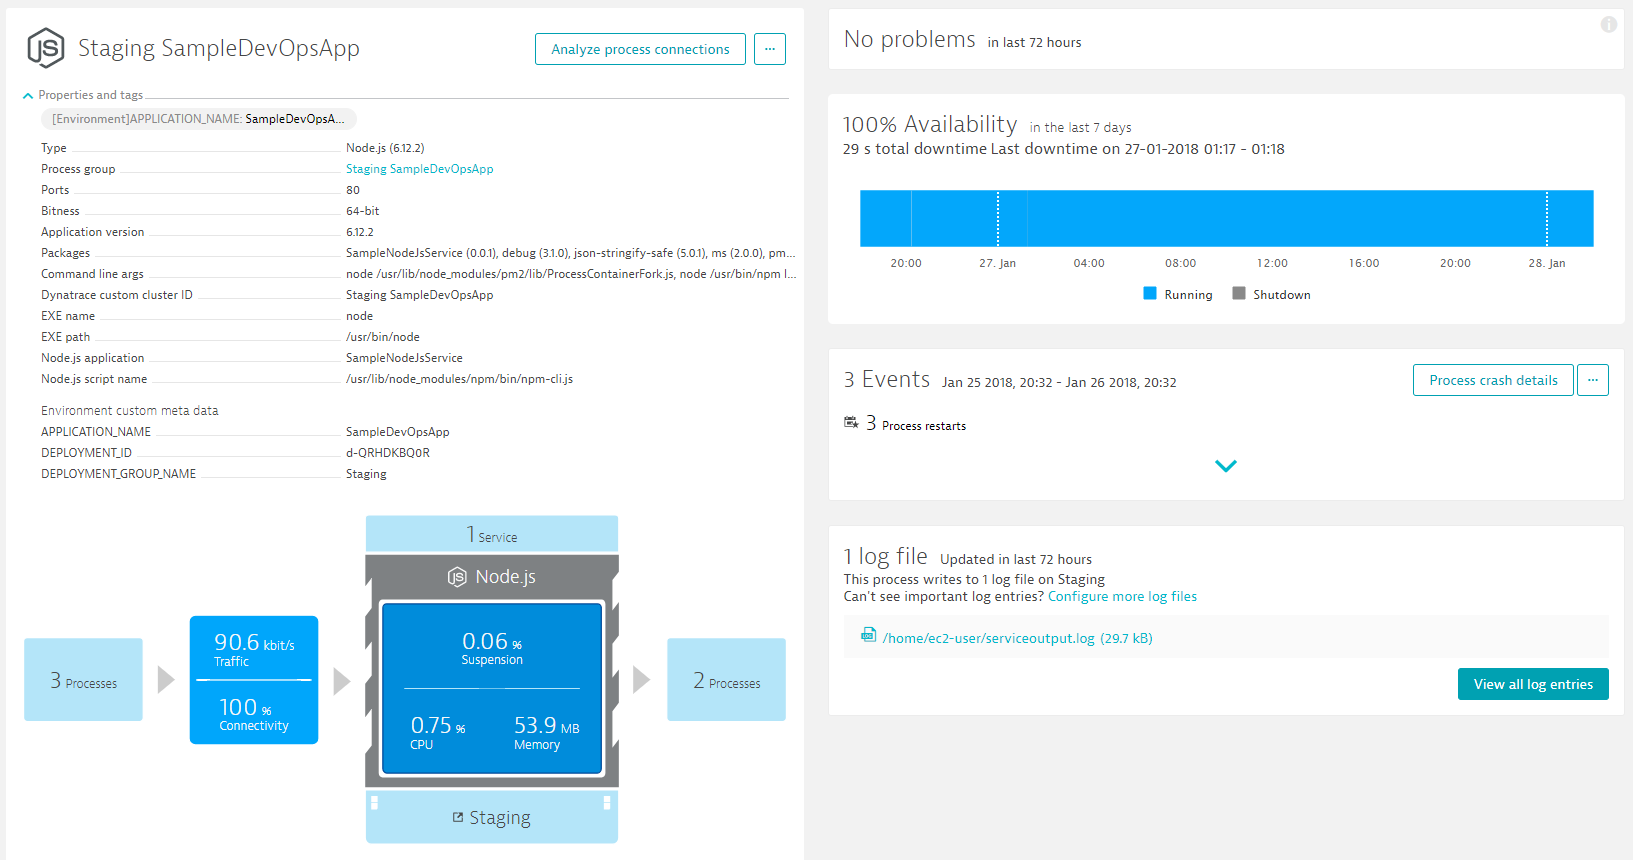 JS Staging SampleDevOpsApp
Analyze process connections
...
Properties and tags
[Environment]APPLICATION_NAME: SampleDevOpsA...
Type Node.js (6.12.2)
Process group Staging SampleDevOpsApp
Ports 80
Bitness 64-bit
Application version 6.12.2
Packages SampleNodeJsService (0.0.1), debug (3.1.0), json-stringify-safe (5.0.1), ms (2.0.0), pm...
Command line args node /usr/lib/node_modules/pm2/lib/ProcessContainerFork.js, node /usr/bin/npm l...
Dynatrace custom cluster ID Staging SampleDevOpsApp
EXE name node
EXE path /usr/bin/node
Node.js application SampleNodeJsService
Node.js script name /usr/lib/node_modules/npm/bin/npm-cli.js
Environment custom meta data
APPLICATION_NAME SampleDevOpsApp
DEPLOYMENT_ID d-QRHDKBQ0R
DEPLOYMENT_GROUP_NAME Staging
3 Processes
90.6 kbit/s
Traffic
100 %
Connectivity
1 Service
JS Node.js
0.06 %
Suspension
0.75 %
CPU
53.9 MB
Memory
Staging
2 Processes
No problems in last 72 hours
i
100% Availability in the last 7 days
29 s total downtime Last downtime on 27-01-2018 01:17 - 01:18
20:00 27. Jan 04:00 08:00 12:00 16:00 20:00 28. Jan
Running Shutdown
3 Events Jan 25 2018, 20:32 - Jan 26 2018, 20:32
Process crash details
...
3 Process restarts
1 log file Updated in last 72 hours
This process writes to 1 log file on Staging
Can't see important log entries? Configure more log files
LOG /home/ec2-user/serviceoutput.log (29.7 kB)
View all log entries